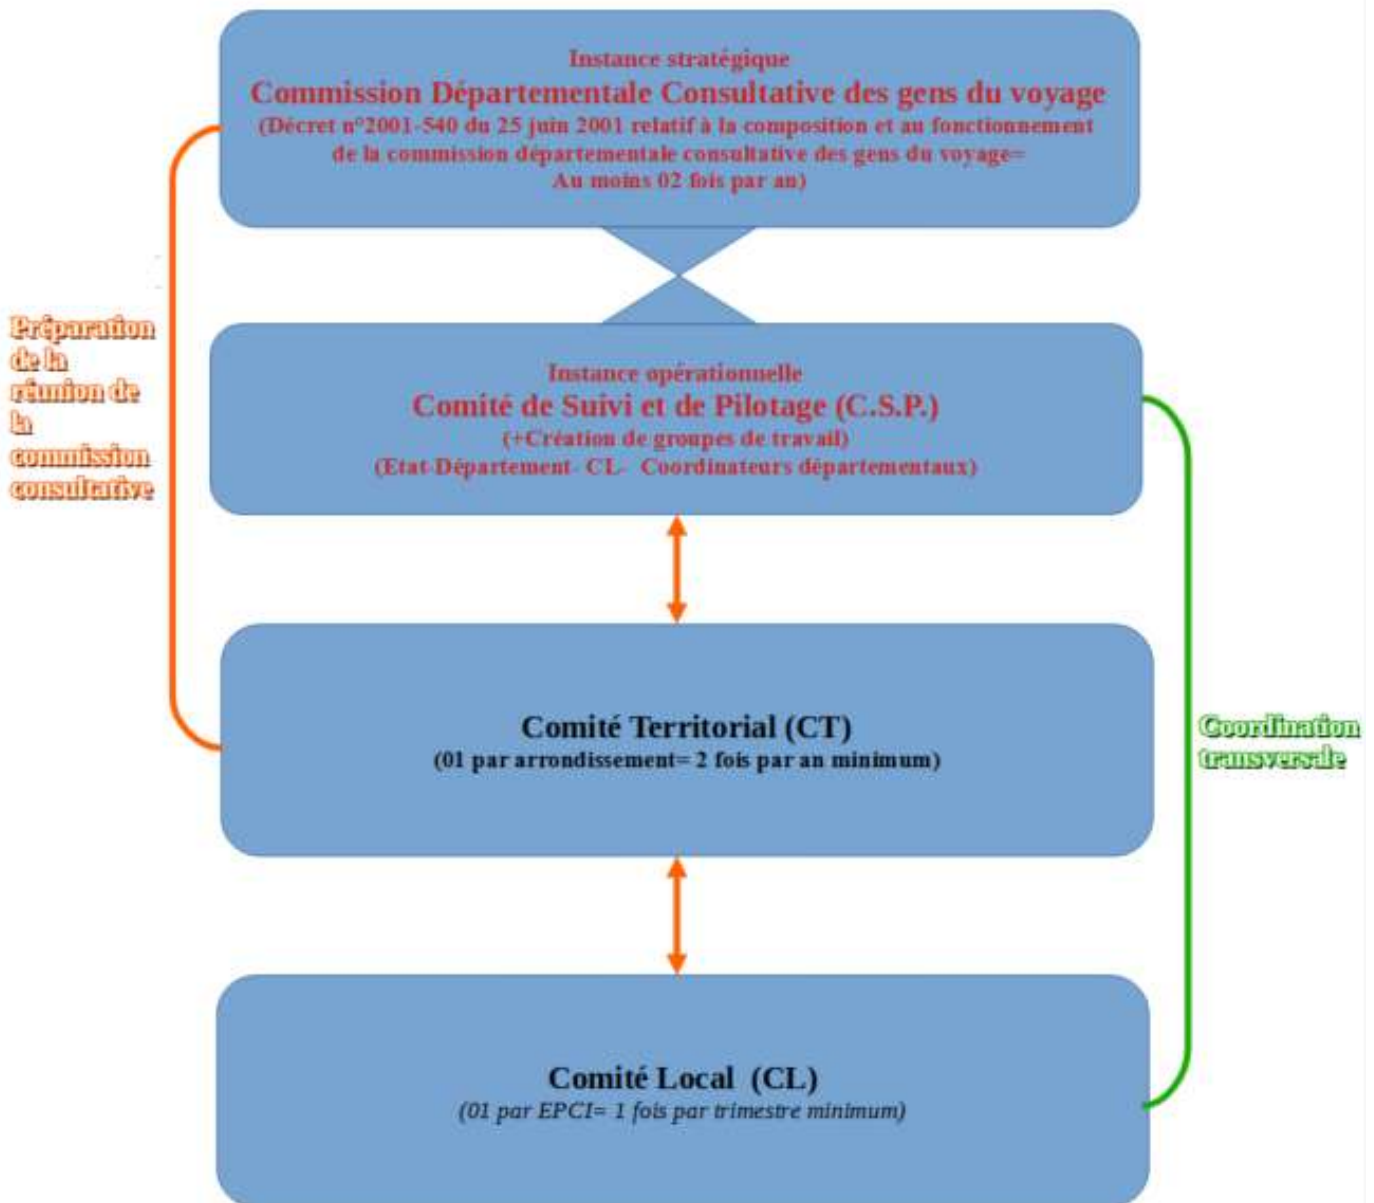 Instance stratégique
Commission Départementale Consultative des gens du voyage
(Décret n°2001-540 du 25 juin 2001 relatif à la composition et au fonctionnement
de la commission départementale consultative des gens du voyage=
Au moins 02 fois par an)
Préparation
de la
réunion de
la
commission
consultative
Instance opérationnelle
Comité de Suivi et de Pilotage (C.S.P.)
(+Création de groupes de travail)
(Etat-Département- CL- Coordinateurs départementaux)
Comité Territorial (CT)
(01 par arrondissement= 2 fois par an minimum)
Coordination
transversale
Comité Local (CL)
(01 par EPCI= 1 fois par trimestre minimum)